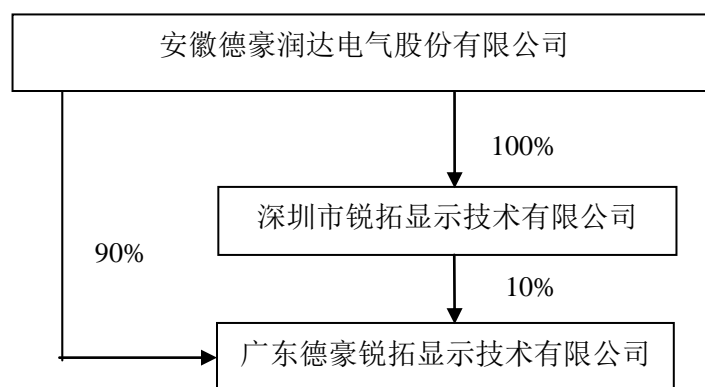 安徽德豪润达电气股份有限公司
100%
深圳市锐拓显示技术有限公司
90%
10%
广东德豪锐拓显示技术有限公司